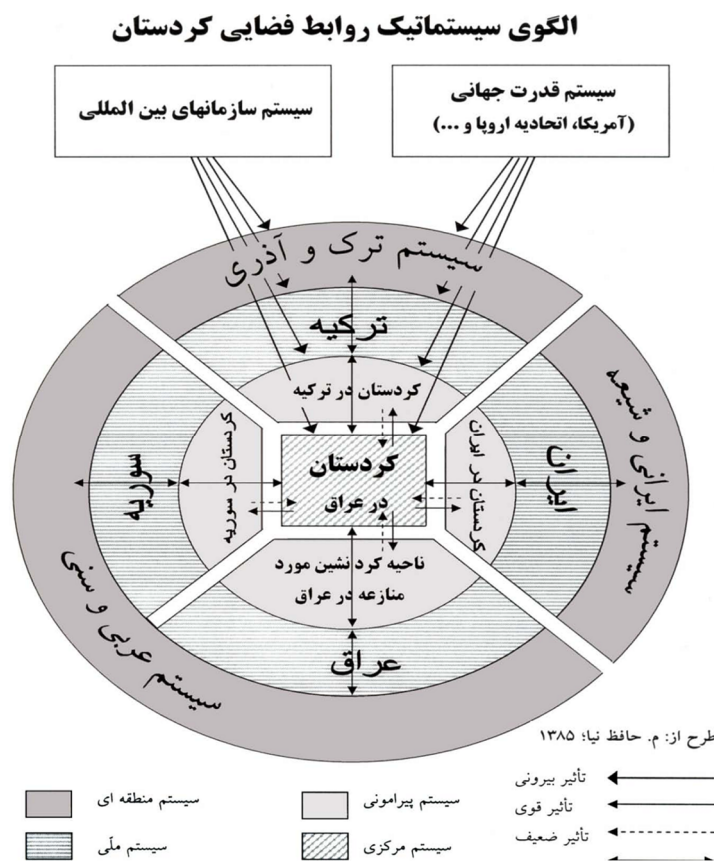 الگوی سیستماتیک روابط فضایی کردستان
سیستم قدرت جهانی
(آمریکا، اتحادیه اروپا و ...)
سیستم سازمانهای بین المللی
سیستم ترک و آذری
ترکیه
کردستان در ترکیه
سیستم ایرانی و شیعه
ایران
کردستان در ایران
کردستان
در عراق
کردستان در سوریه
سوریه
ناحیه کرد نشین مورد
منازعه در عراق
عراق
سیستم عربی و سنی
طرح از: م. حافظ نیا؛ ۱۳۸۵
تأثیر بیرونی
تأثیر قوی
تأثیر ضعیف
سیستم پیرامونی
سیستم مرکزی
سیستم منطقه ای
سیستم ملّی